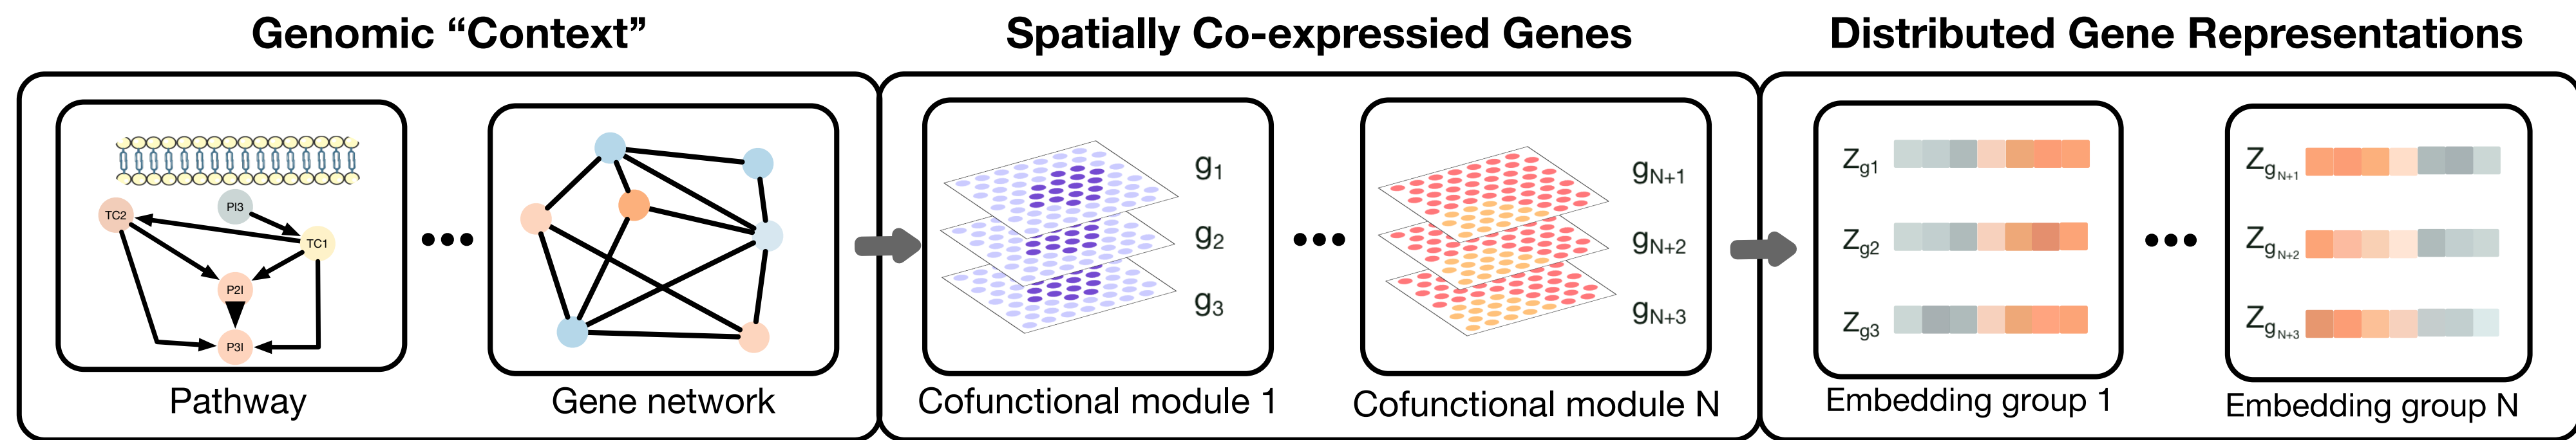 Genomic “Context”
Spatially Co-expressied Genes
Distributed Gene Representations
PI3
TC2
TC1
P2I
P3I
Pathway
Gene network
g1
g2
g3
Cofunctional module 1
gN+1
gN+2
gN+3
Cofunctional module N
Zg1
Zg2
Zg3
Embedding group 1
ZgN+1
ZgN+2
ZgN+3
Embedding group N